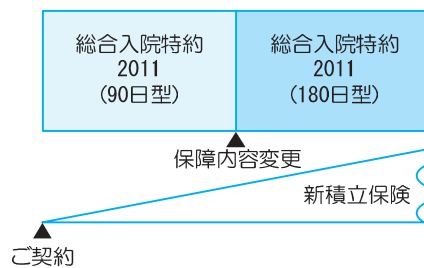 総合入院特約
2011
(90日型)
総合入院特約
2011
(180日型)
保障内容変更
新積立保険
ご契約